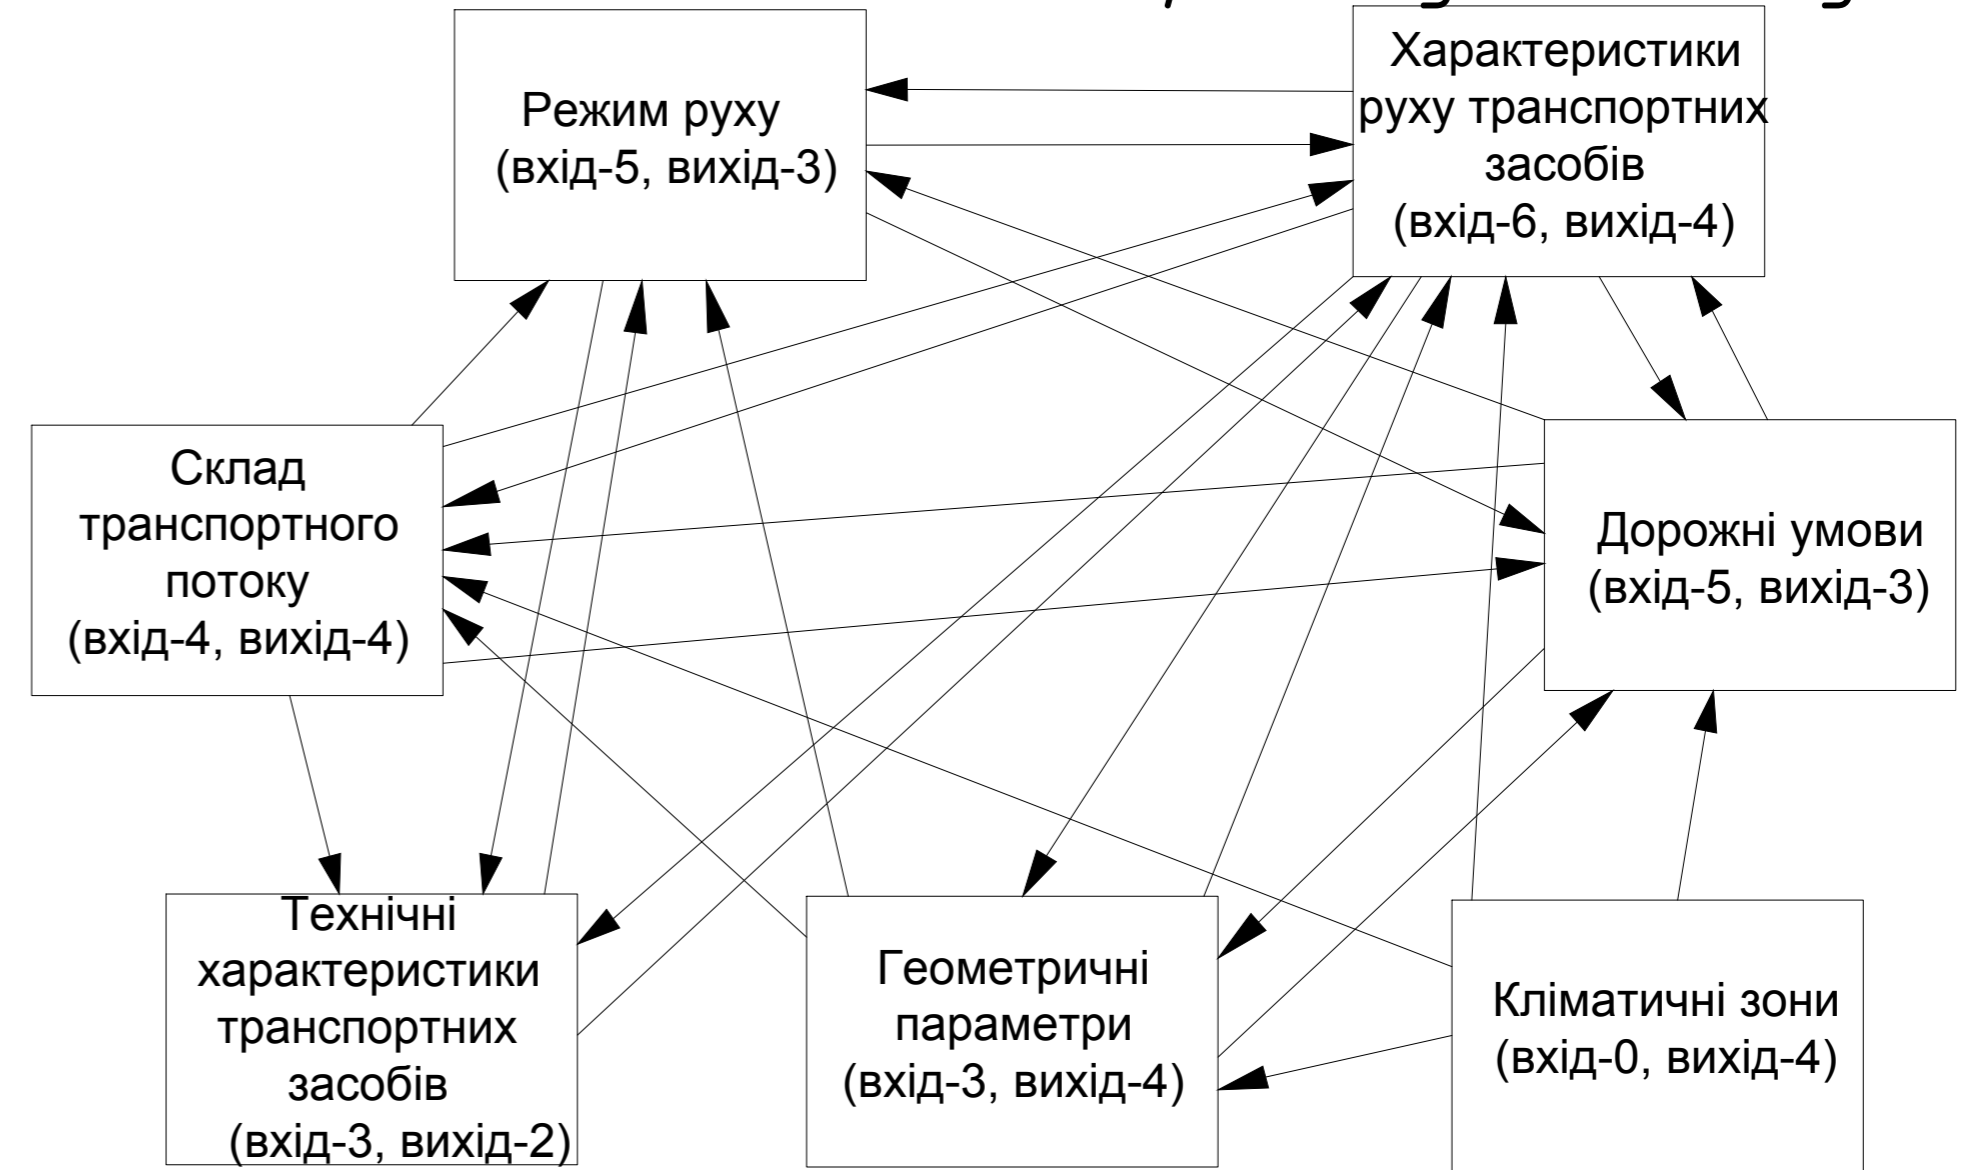 Режим руху
(вхід-5, вихід-3)
Характеристики
руху транспортних
засобів
(вхід-6, вихід-4)
Склад
транспортного
потоку
(вхід-4, вихід-4)
Дорожні умови
(вхід-5, вихід-3)
Технічні
характеристики
транспортних
засобів
(вхід-3, вихід-2)
Геометричні
параметри
(вхід-3, вихід-4)
Кліматичні зони
(вхід-0, вихід-4)